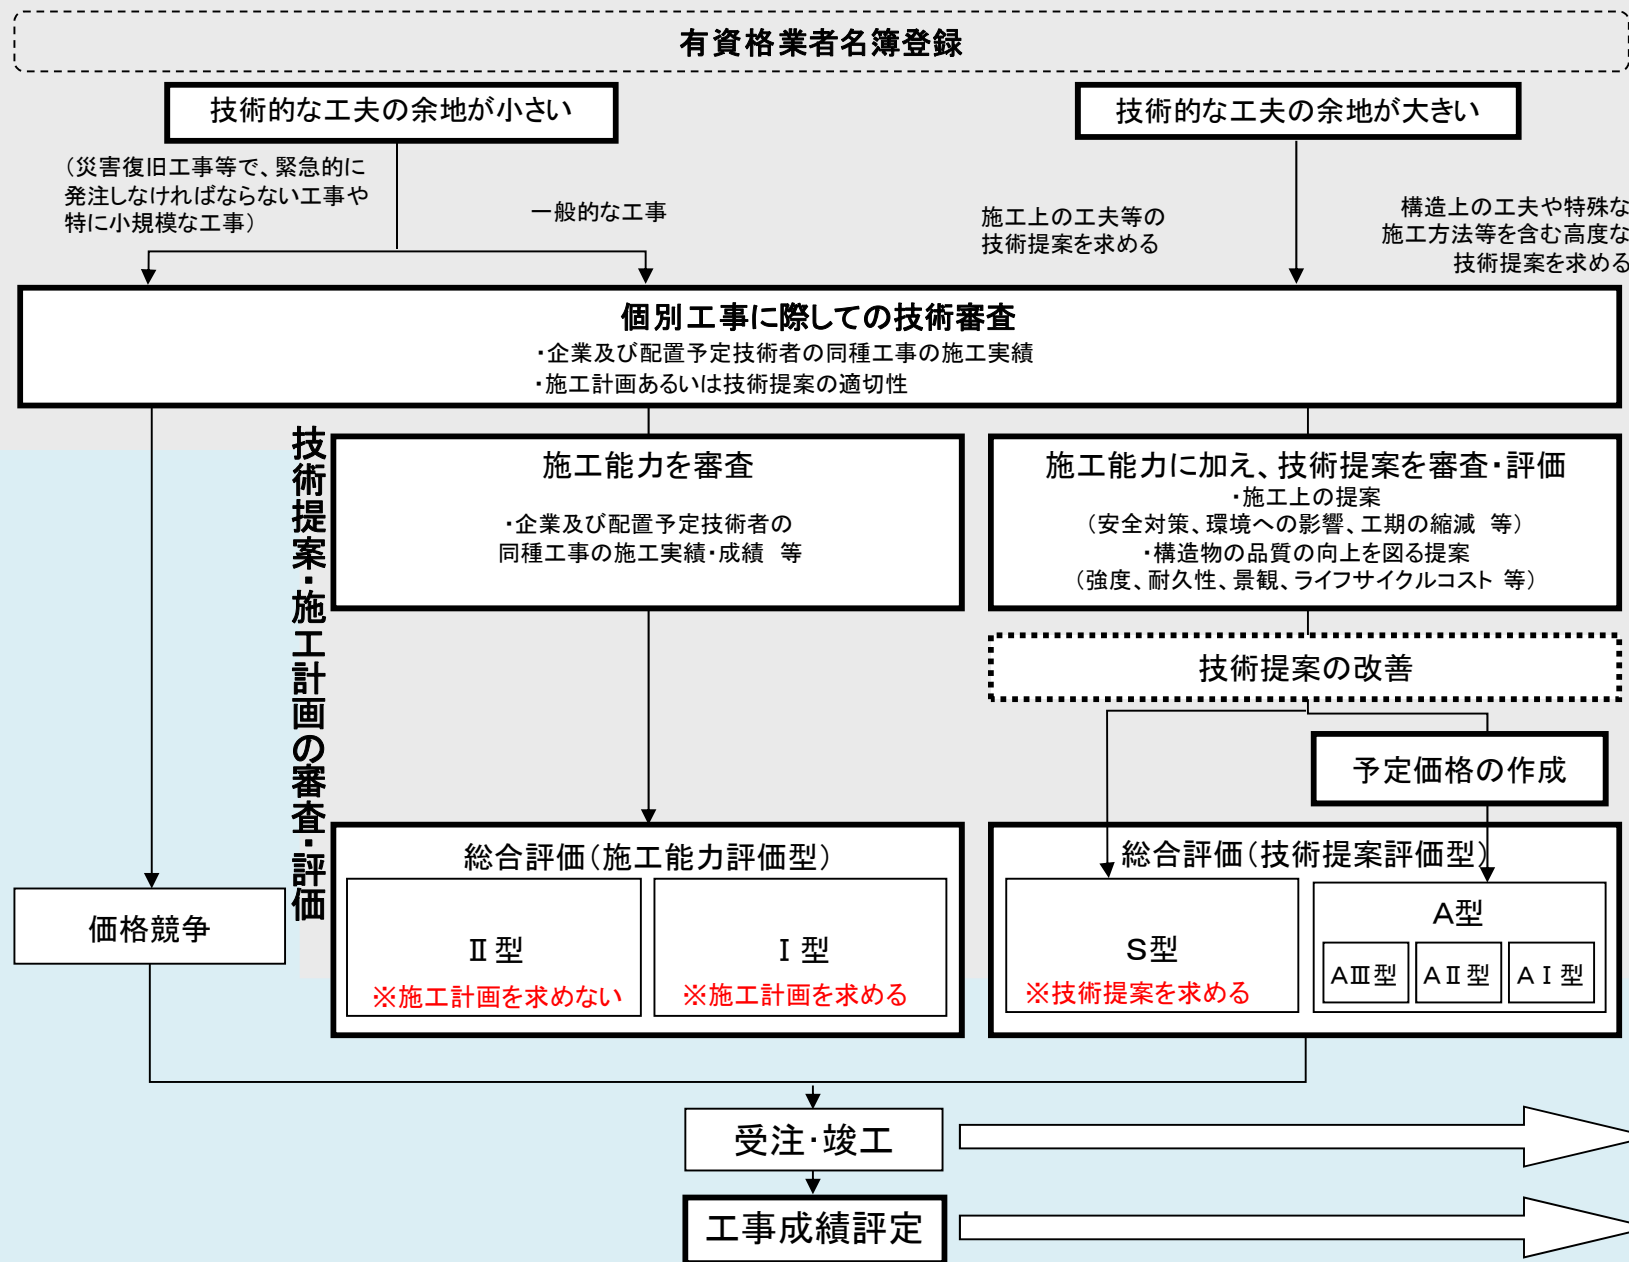 有資格業者名簿登録
技術的な工夫の余地が小さい
技術的な工夫の余地が大きい
（災害復旧工事等で、緊急的に
発注しなければならない工事や
特に小規模な工事）
一般的な工事
施工上の工夫等の
技術提案を求める
構造上の工夫や特殊な
施工方法等を含む高度な
技術提案を求める
個別工事に際しての技術審査
・企業及び配置予定技術者の同種工事の施工実績
・施工計画あるいは技術提案の適切性
技術提案・施工計画の審査・評価
施工能力を審査
・企業及び配置予定技術者の
同種工事の施工実績・成績 等
施工能力に加え、技術提案を審査・評価
・施工上の提案
（安全対策、環境への影響、工期の縮減 等）
・構造物の品質の向上を図る提案
（強度、耐久性、景観、ライフサイクルコスト 等）
技術提案の改善
予定価格の作成
価格競争
総合評価（施工能力評価型）
Ⅱ型
※施工計画を求めない
Ⅰ型
※施工計画を求める
総合評価（技術提案評価型）
S型
※技術提案を求める
A型
AⅢ型
AⅡ型
AⅠ型
受注・竣工
工事成績評定